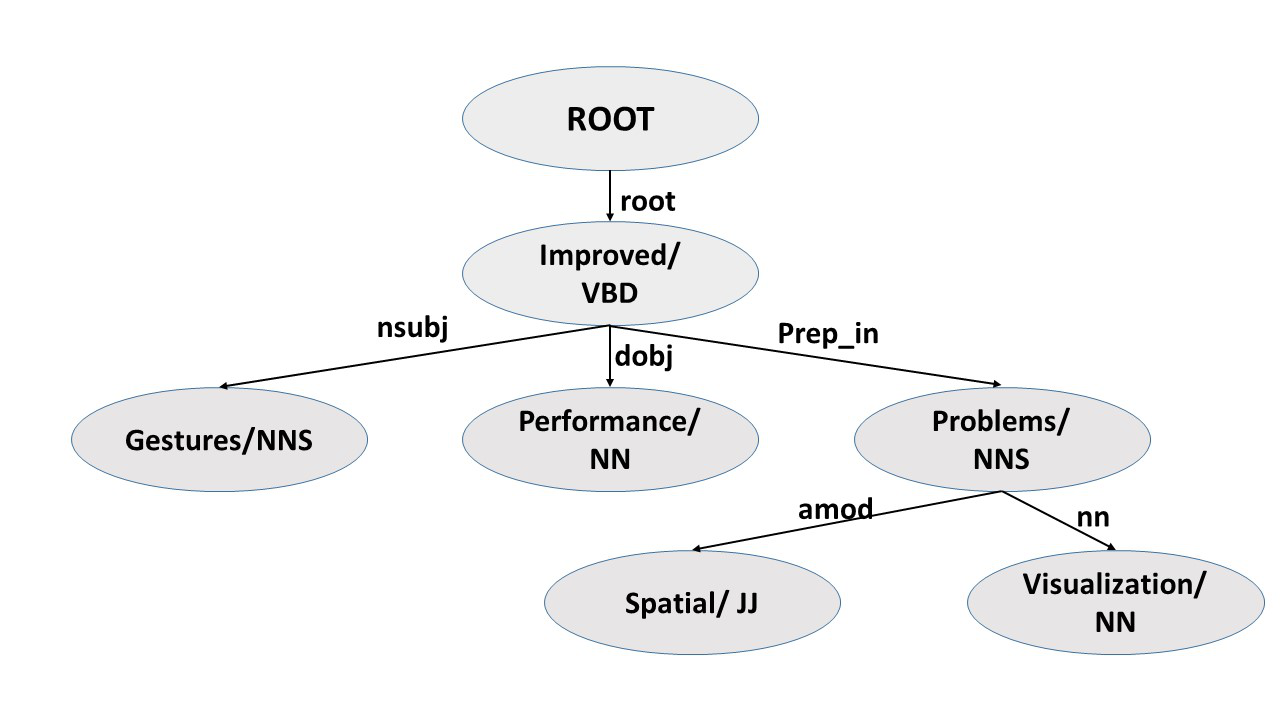 ROOT
root
Improved/
VBD
nsubj
dobj
Prep_in
Gestures/NNS
Performance/
NN
Problems/
NNS
amod
nn
Spatial/ JJ
Visualization/
NN